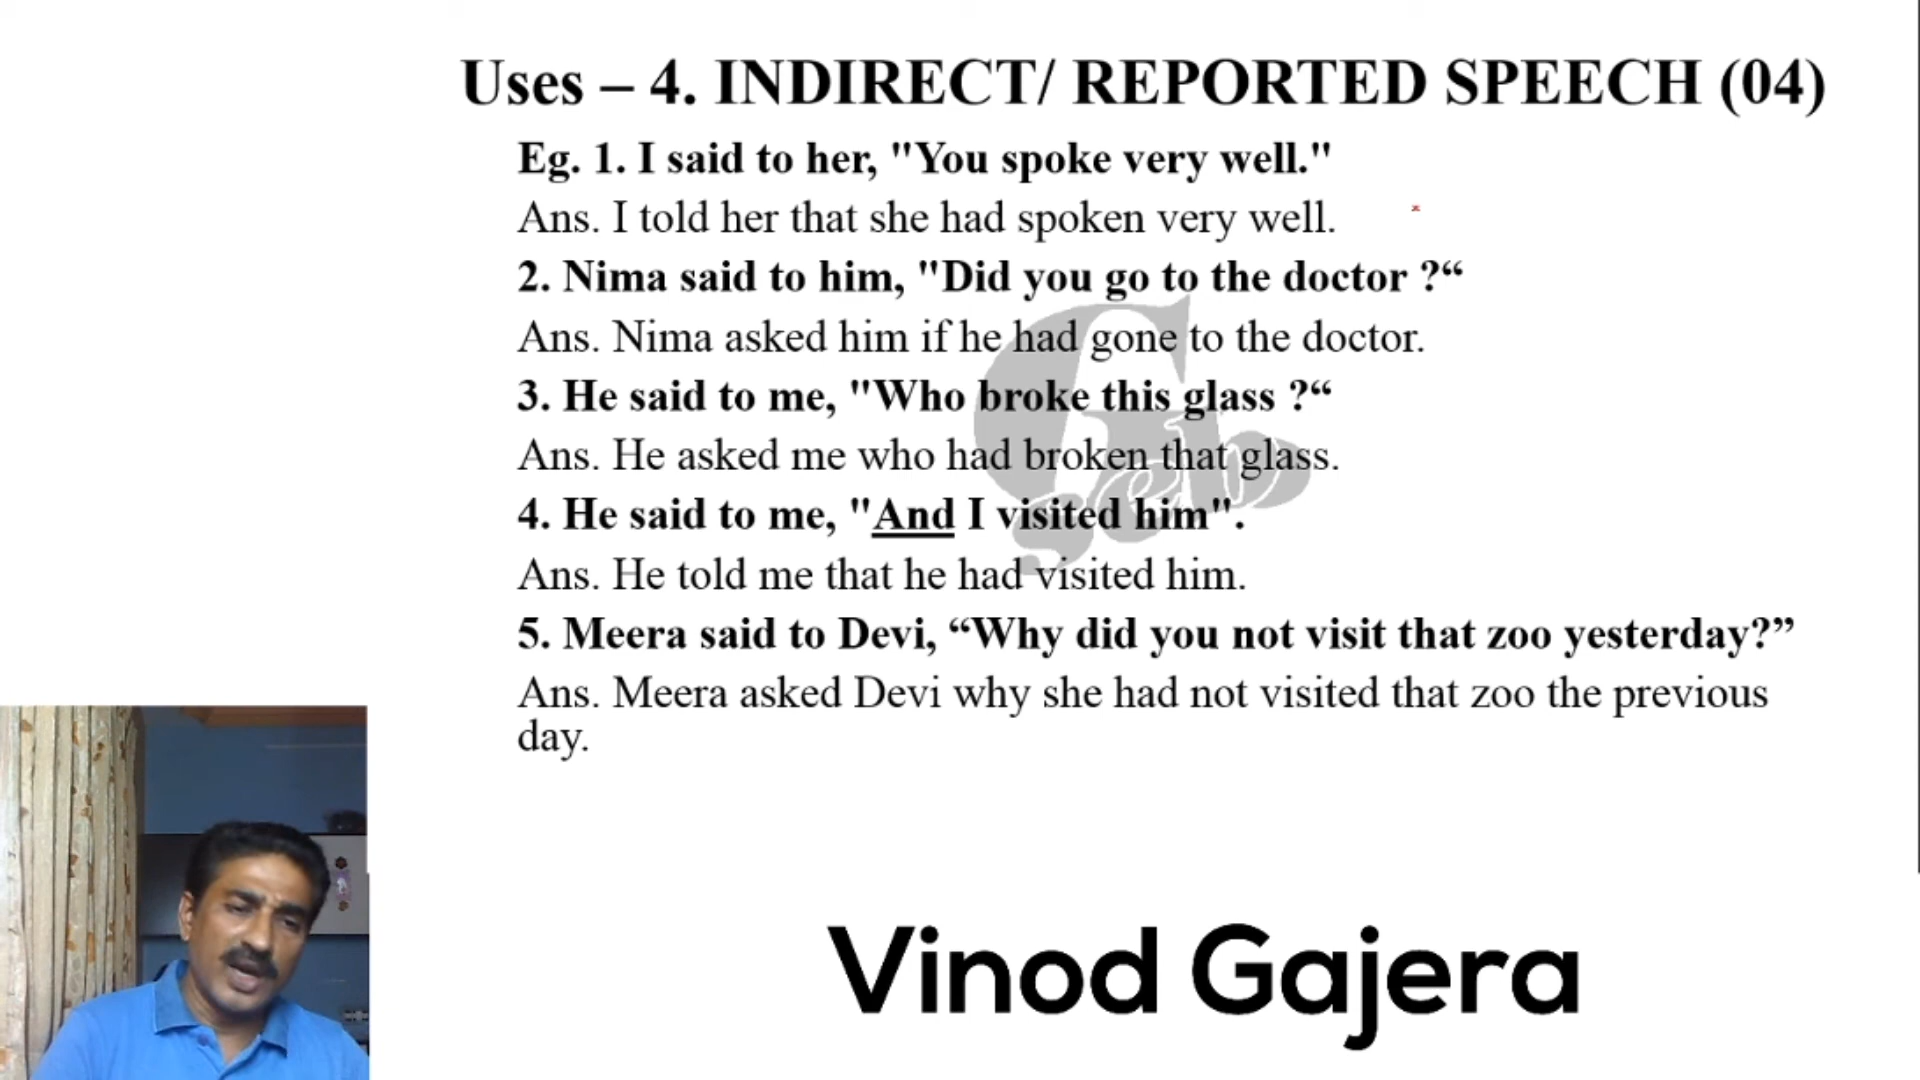 Uses – 4. INDIRECT/ REPORTED SPEECH (04)
Eg. 1. I said to her, "You spoke very well."
Ans. I told her that she had spoken very well.
2. Nima said to him, "Did you go to the doctor ?“
Ans. Nima asked him if he had gone to the doctor.
3. He said to me, "Who broke this glass ?“
Ans. He asked me who had broken that glass.
4. He said to me, "And I visited him".
Ans. He told me that he had visited him.
5. Meera said to Devi, “Why did you not visit that zoo yesterday?”
Ans. Meera asked Devi why she had not visited that zoo the previous
day.
Vinod Gajera